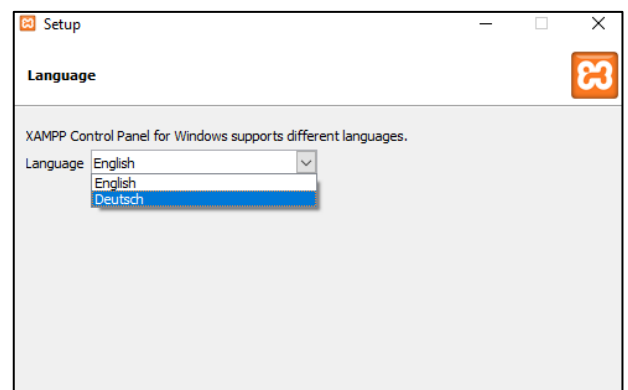 Setup
Language
XAMPP Control Panel for Windows supports different languages.
Language English
English
Deutsch